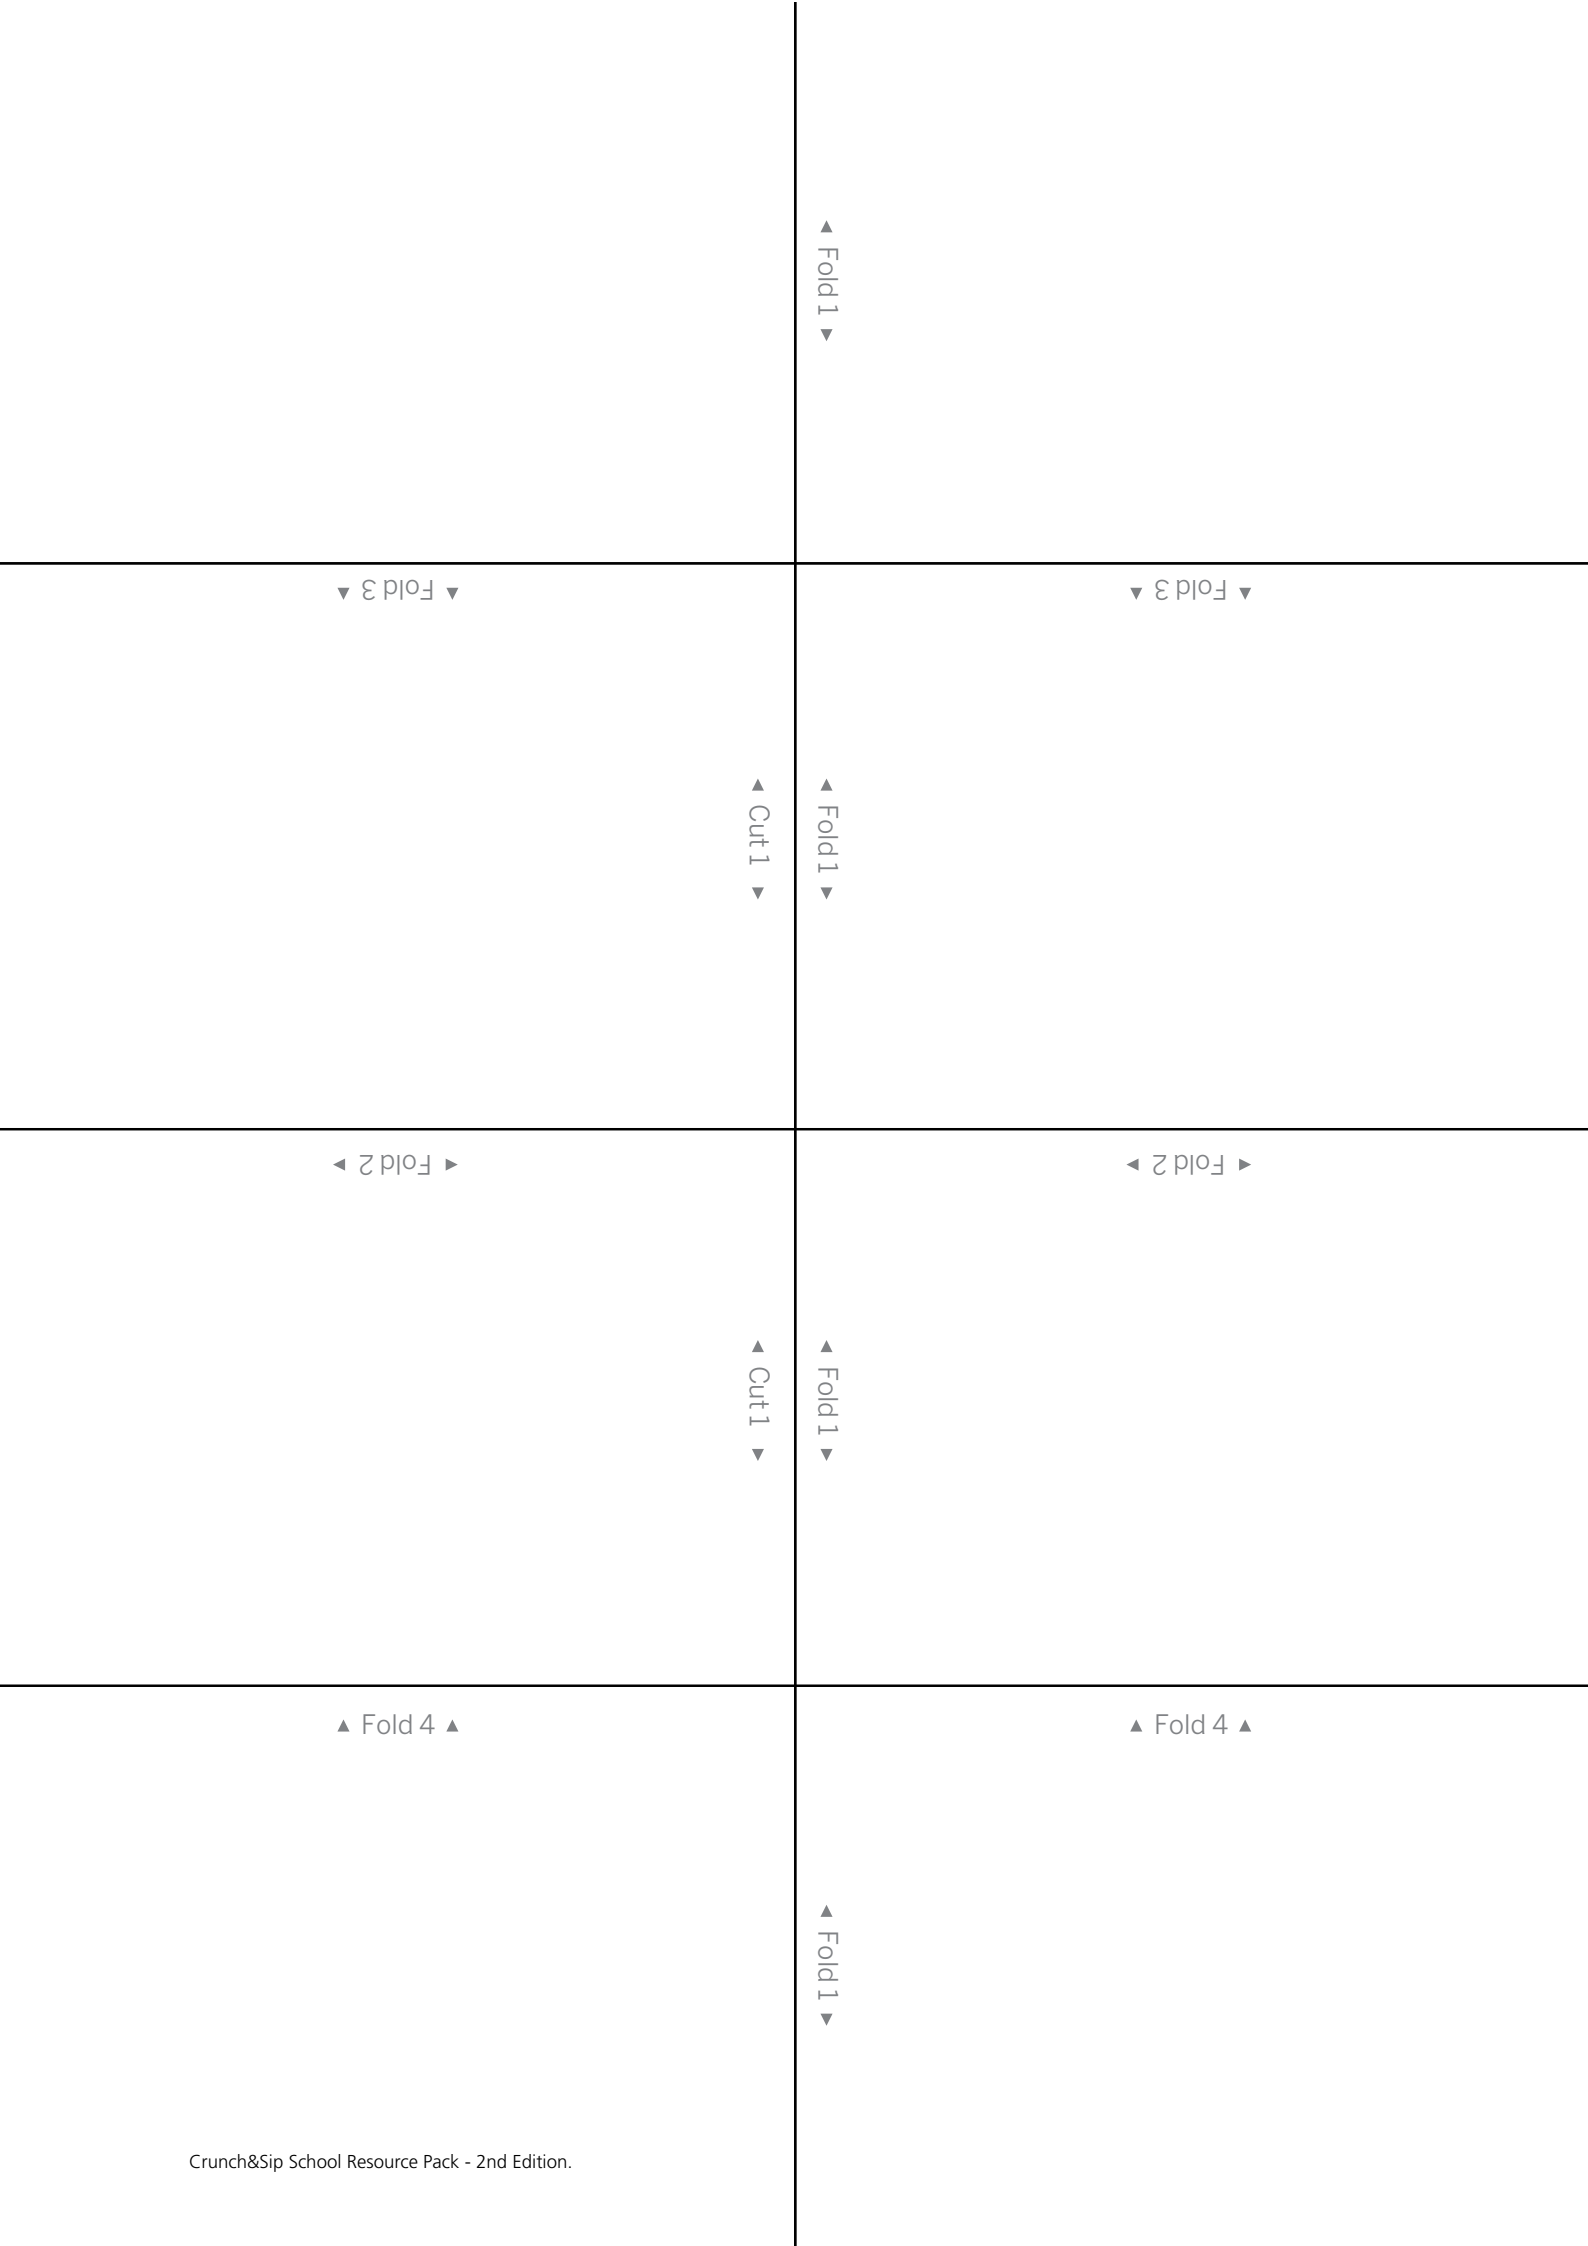 ▲ Fold 1 ▼
▲ Fold 3 ▲
▲ Fold 3 ▲
▲ Cut 1 ▼
▲ Fold 1 ▼
◄ Fold 2 ►
◄ Fold 2 ►
▲ Cut 1 ▼
▲ Fold 1 ▼
▲ Fold 4 ▲
▲ Fold 4 ▲
▲ Fold 1 ▼
Crunch&Sip School Resource Pack - 2nd Edition.